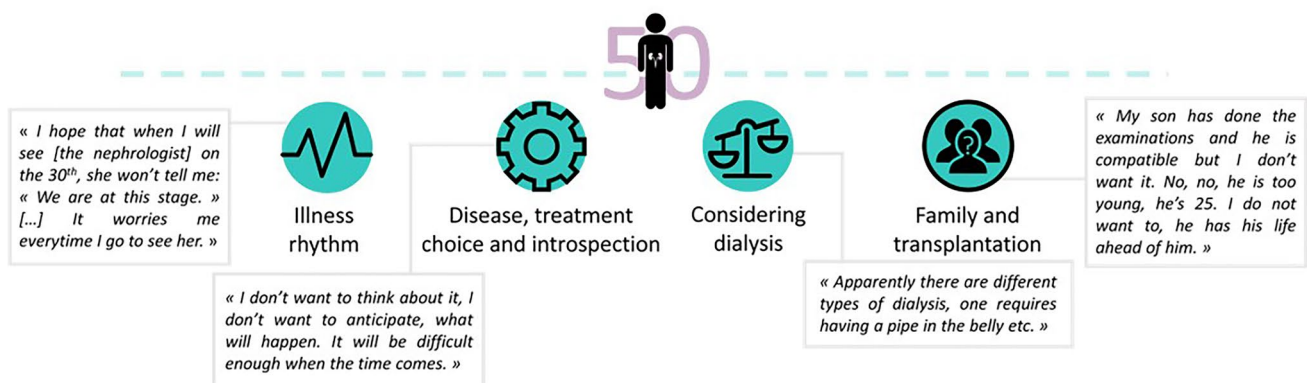 50
« I hope that when I will
see [the nephrologist] on
the 30th, she won't tell me:
« We are at this stage. »
[...] It worries me
everytime I go to see her. »
Illness
rhythm
Disease, treatment
choice and introspection
Considering
dialysis
?
Family and
transplantation
« My son has done the
examinations and he is
compatible but I don't
want it. No, no, he is too
young, he's 25. I do not
want to, he has his life
ahead of him. »
« I don't want to think about it, I
don't want to anticipate, what
will happen. It will be difficult
enough when the time comes. »
« Apparently there are different
types of dialysis, one requires
having a pipe in the belly etc. »